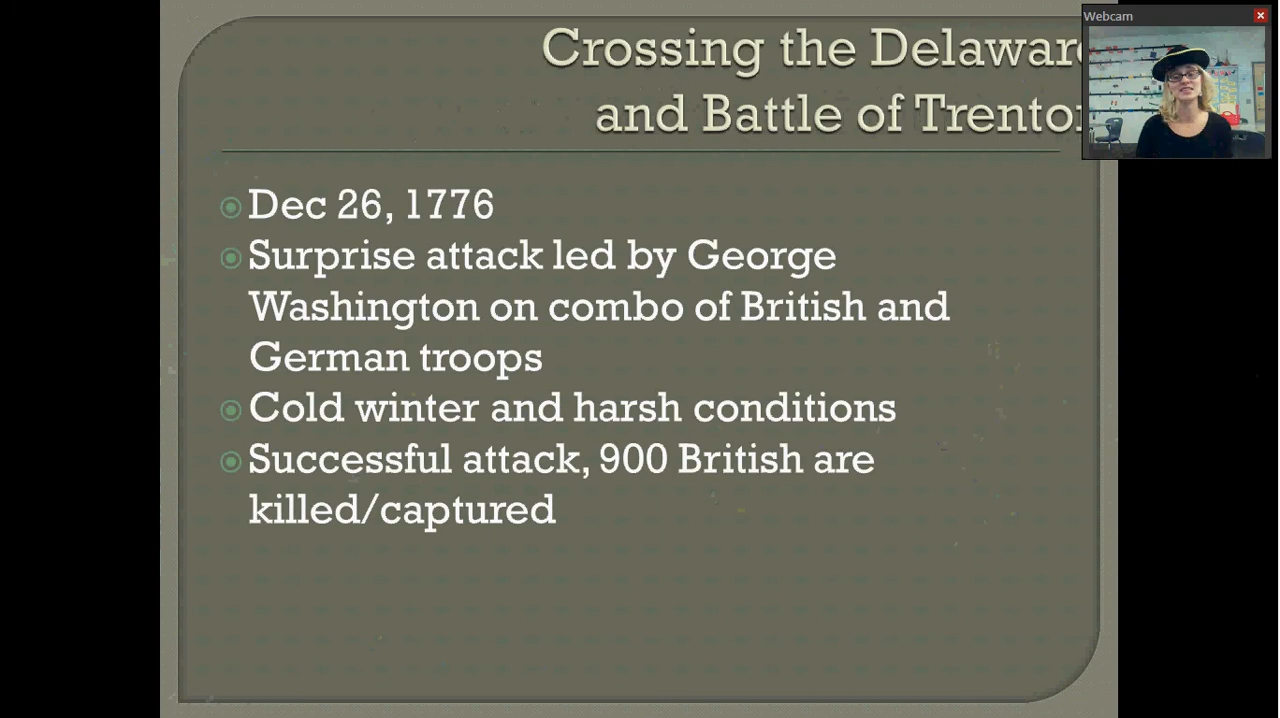 Crossing the Delaware
and Battle of Trenton
Webcam
Dec 26, 1776
Surprise attack led by George
Washington on combo of British and
German troops
Cold winter and harsh conditions
Successful attack, 900 British are
killed/captured